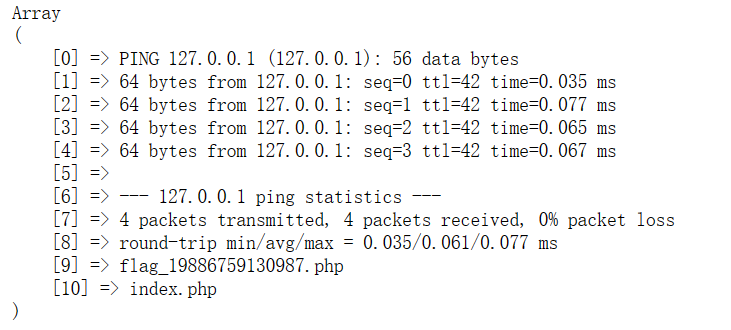 Array
(
[0] => PING 127.0.0.1 (127.0.0.1): 56 data bytes
[1] => 64 bytes from 127.0.0.1: seq=0 ttl=42 time=0.035 ms
[2] => 64 bytes from 127.0.0.1: seq=1 ttl=42 time=0.077 ms
[3] => 64 bytes from 127.0.0.1: seq=2 ttl=42 time=0.065 ms
[4] => 64 bytes from 127.0.0.1: seq=3 ttl=42 time=0.067 ms
[5] =>
[6] => --- 127.0.0.1 ping statistics ---
[7] => 4 packets transmitted, 4 packets received, 0% packet loss
[8] => round-trip min/avg/max = 0.035/0.061/0.077 ms
[9] => flag_19886759130987.php
[10] => index.php
)